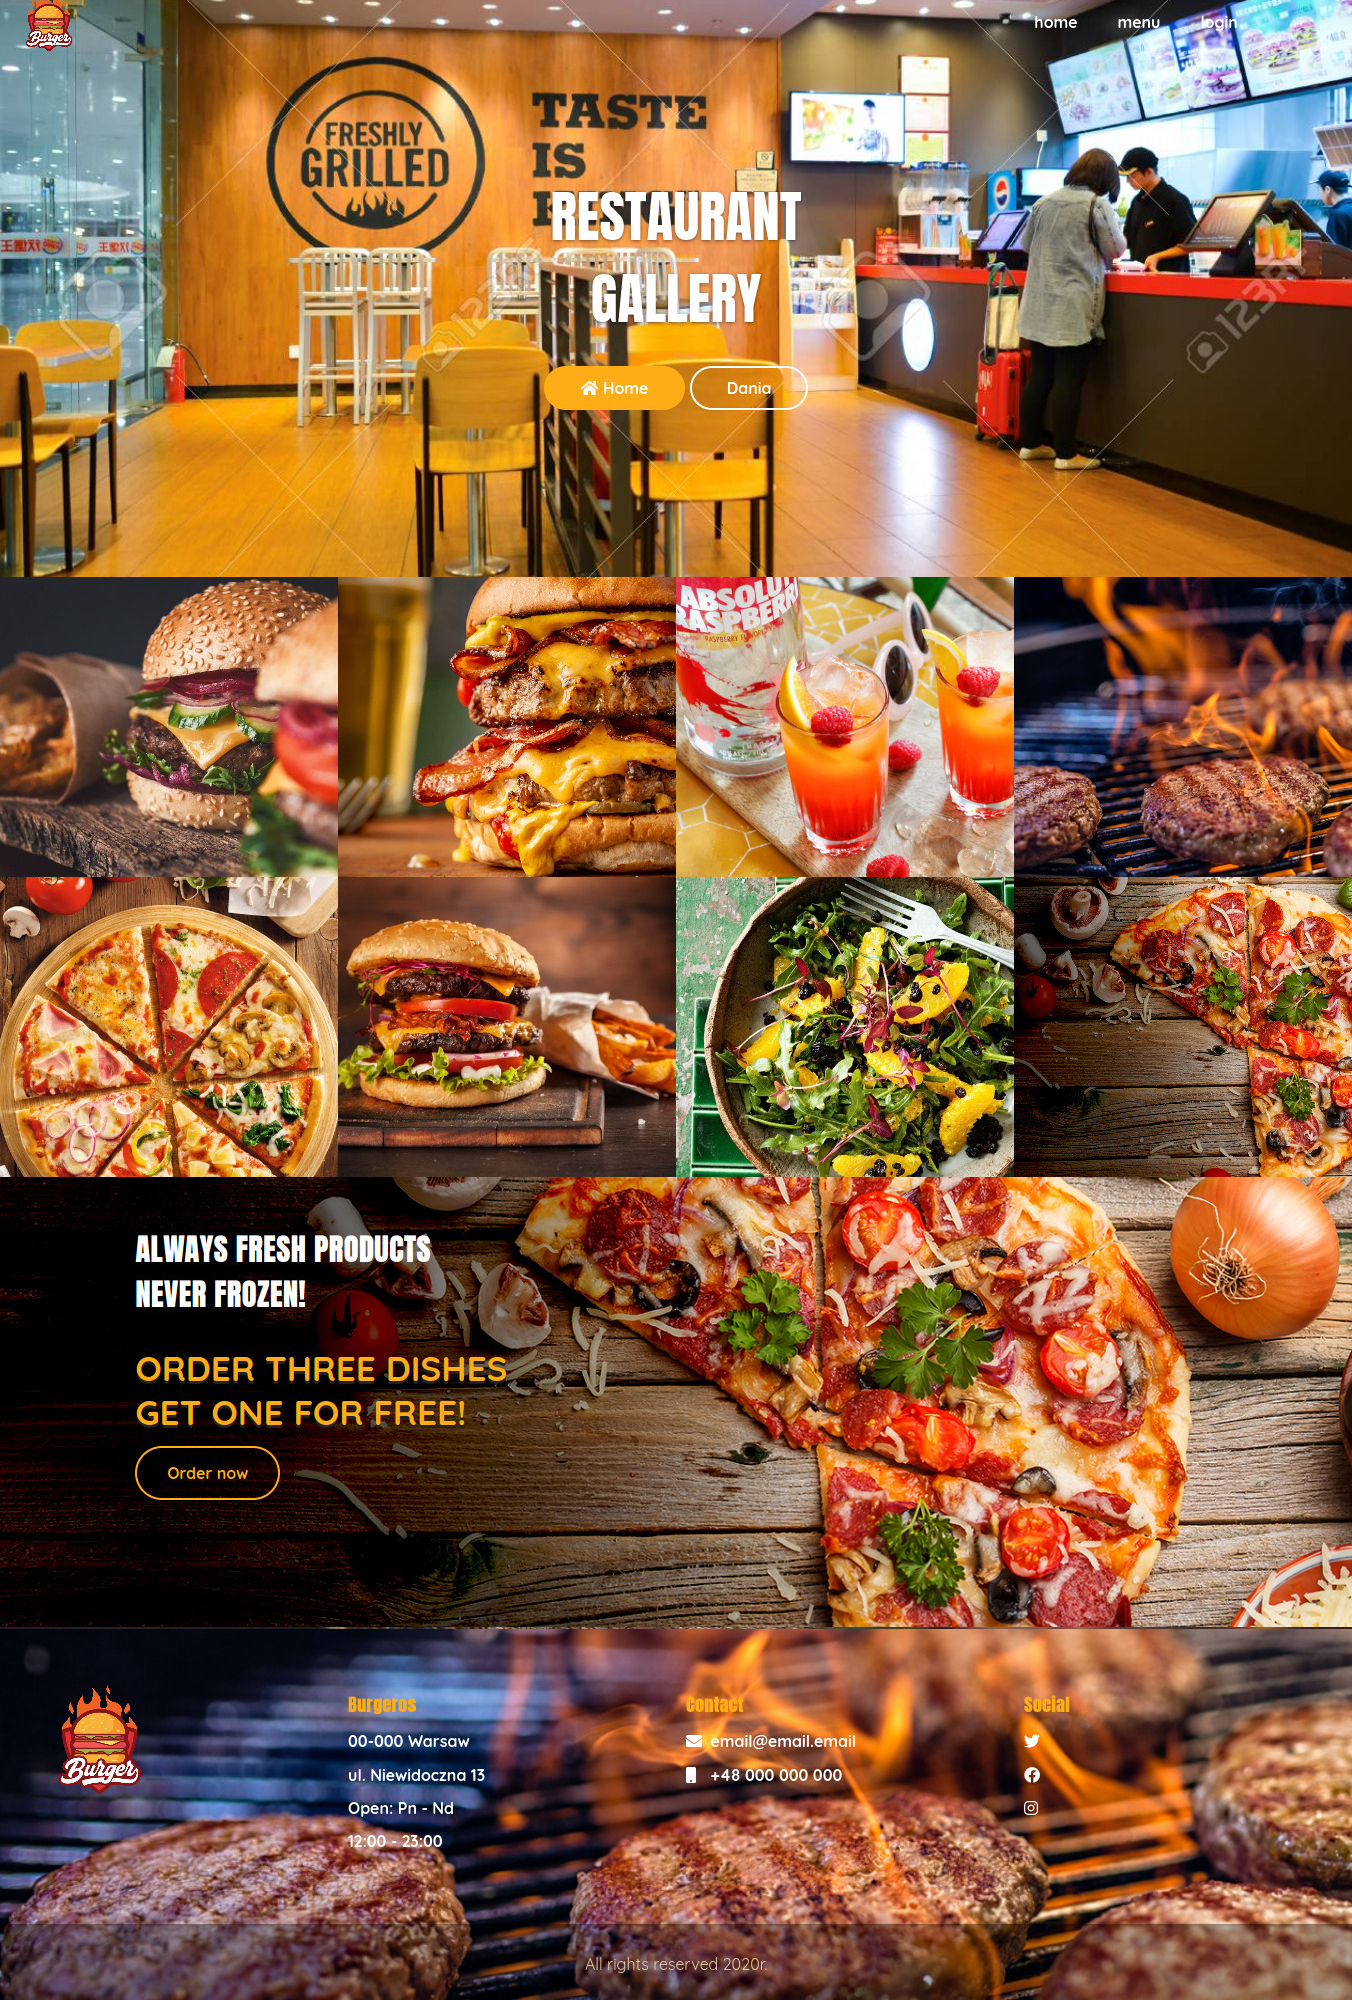 Burger
home
menu
login
FRESHLY
GRILLED
TASTE
IS
RESTAURANT
GALLERY
Home
Dania
123RF
ABSOLUT
RASPBERRI
ALWAYS FRESH PRODUCTS
NEVER FROZEN!
ORDER THREE DISHES
GET ONE FOR FREE!
Order now
Burger
Burgeros
00-000 Warsaw
ul. Niewidoczna 13
Open: Pn - Nd
12:00 - 23:00
Contact
email@email.email
+48 000 000 000
Social
All rights reserved 2020r.